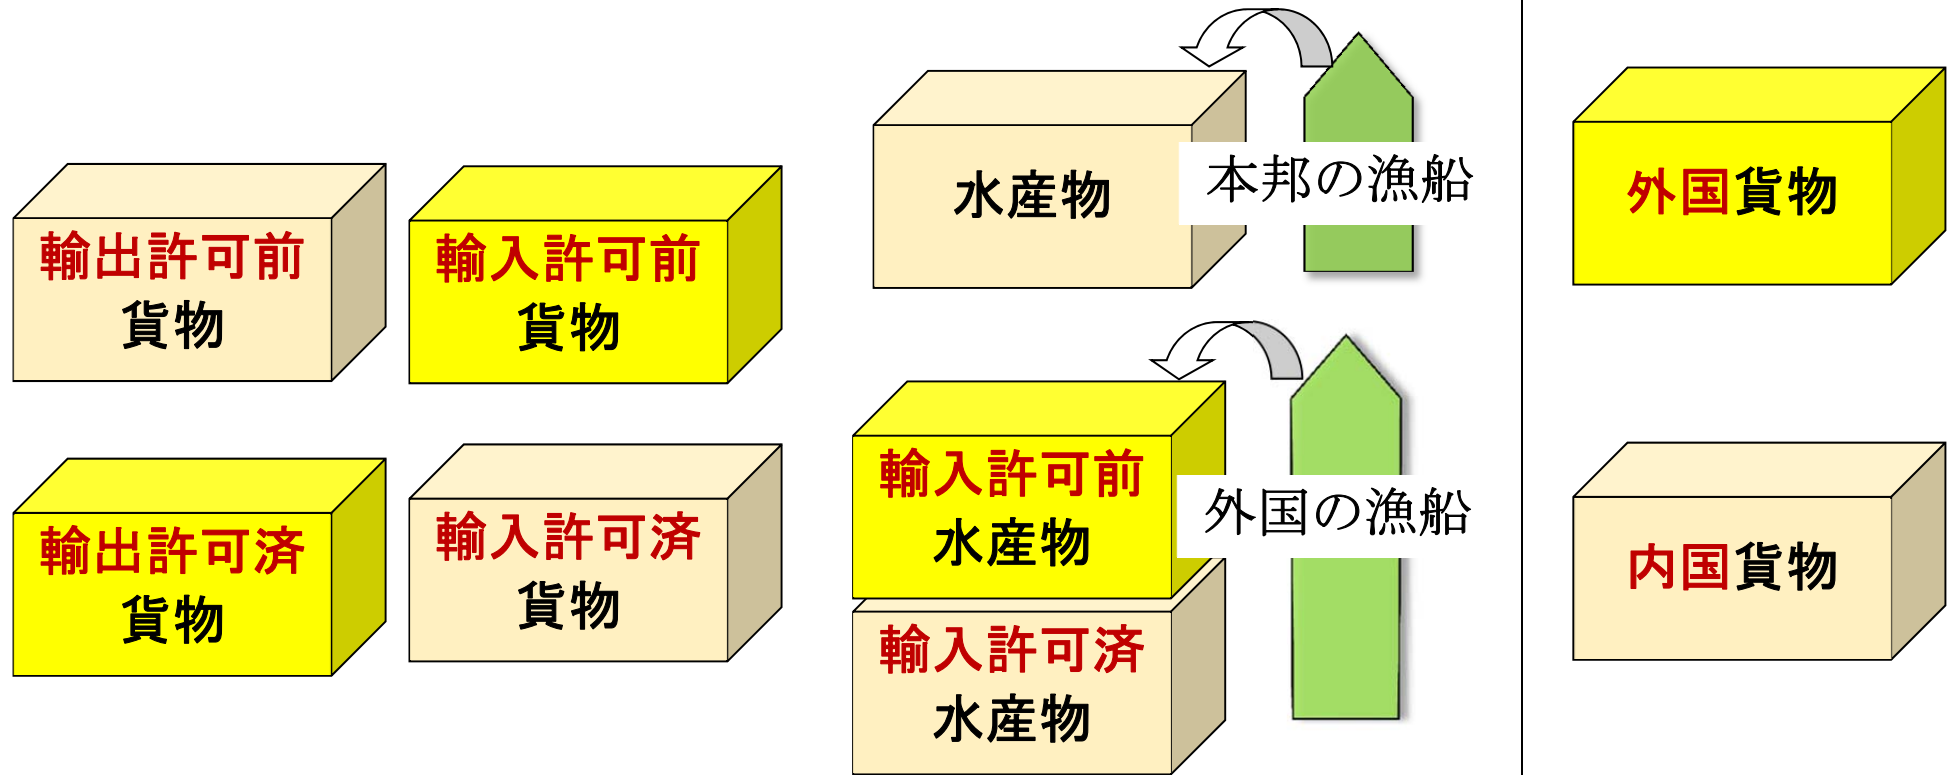 輸出許可前
貨物
輸入許可前
貨物
輸出許可済
貨物
輸入許可済
貨物
水産物
本邦の漁船
輸入許可前
水産物
外国の漁船
輸入許可済
水産物
外国貨物
内国貨物